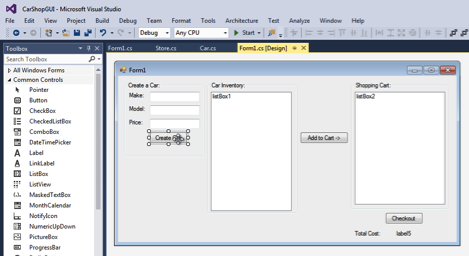 CarShopGUI - Microsoft Visual Studio
File Edit View Project Build Debug Team Format Tools Architecture Test Analyze Window Help
Debug Any CPU Start
Toolbox
Form1.cs Store.cs Car.cs Form1.cs [Design]
Search Toolbox
All Windows Forms
Common Controls
Pointer
Button
CheckBox
CheckedListBox
ComboBox
DateTimePicker
Label
LinkLabel
ListBox
ListView
MaskedTextBox
MonthCalendar
NotifyIcon
NumericUpDown
PictureBox
ProgressBar
Form1
Create a Car:
Make:
Model:
Price:
Create
Car Inventory:
listBox1
Add to Cart ->
Shopping Cart:
listBox2
Checkout
Total Cost: label5